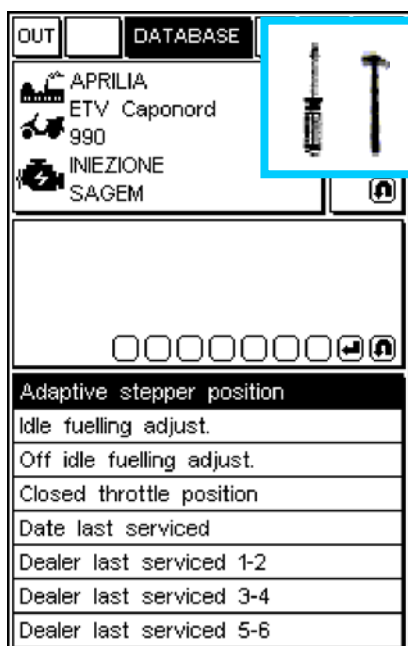 OUT
DATABASE
APRILIA
ETV Caponord
990
INIEZIONE
SAGEM
Adaptive stepper position
Idle fuelling adjust.
Off idle fuelling adjust.
Closed throttle position
Date last serviced
Dealer last serviced 1-2
Dealer last serviced 3-4
Dealer last serviced 5-6